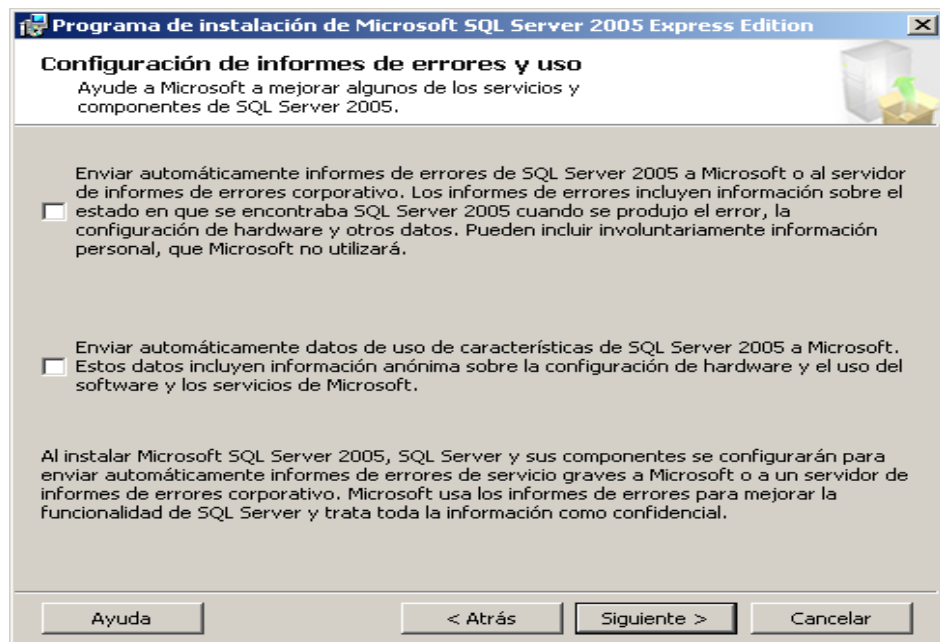 Programa de instalación de Microsoft SQL Server 2005 Express Edition
Configuración de informes de errores y uso
Ayude a Microsoft a mejorar algunos de los servicios y
componentes de SQL Server 2005.
Enviar automáticamente informes de errores de SQL Server 2005 a Microsoft o al servidor
de informes de errores corporativo. Los informes de errores incluyen información sobre el
estado en que se encontraba SQL Server 2005 cuando se produjo el error, la
configuración de hardware y otros datos. Pueden incluir involuntariamente información
personal, que Microsoft no utilizará.
Enviar automáticamente datos de uso de características de SQL Server 2005 a Microsoft.
Estos datos incluyen información anónima sobre la configuración de hardware y el uso del
software y los servicios de Microsoft.
Al instalar Microsoft SQL Server 2005, SQL Server y sus componentes se configurarán para
enviar automáticamente informes de errores de servicio graves a Microsoft o a un servidor de
informes de errores corporativo. Microsoft usa los informes de errores para mejorar la
funcionalidad de SQL Server y trata toda la información como confidencial.
Ayuda
< Atrás
Siguiente >
Cancelar